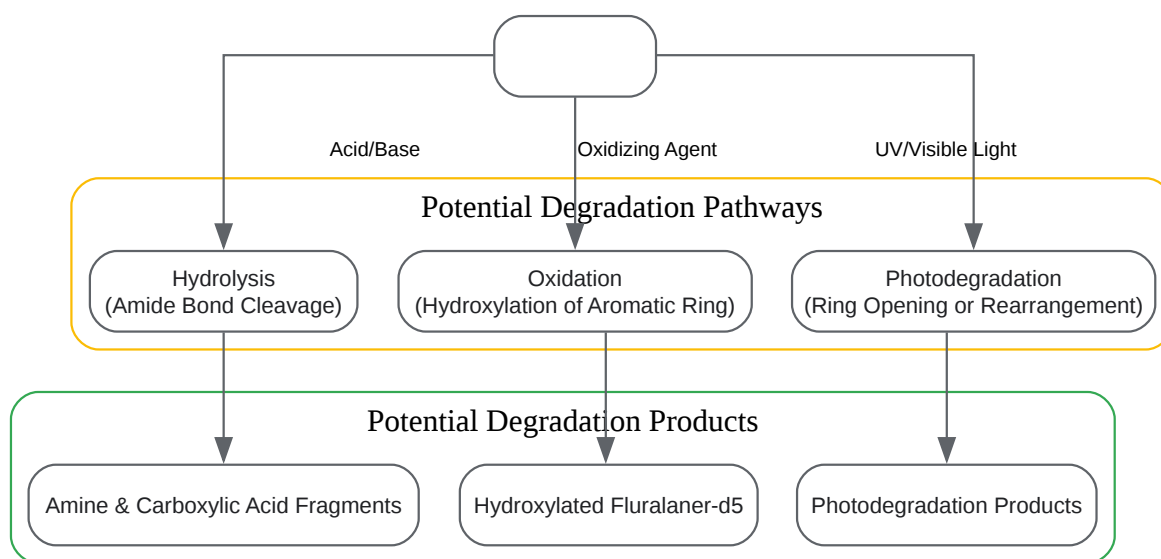 Acid/Base
Oxidizing Agent
UV/Visible Light
Potential Degradation Pathways
Hydrolysis
(Amide Bond Cleavage)
Oxidation
(Hydroxylation of Aromatic Ring)
Photodegradation
(Ring Opening or Rearrangement)
Potential Degradation Products
Amine & Carboxylic Acid Fragments
Hydroxylated Fluralaner-d5
Photodegradation Products